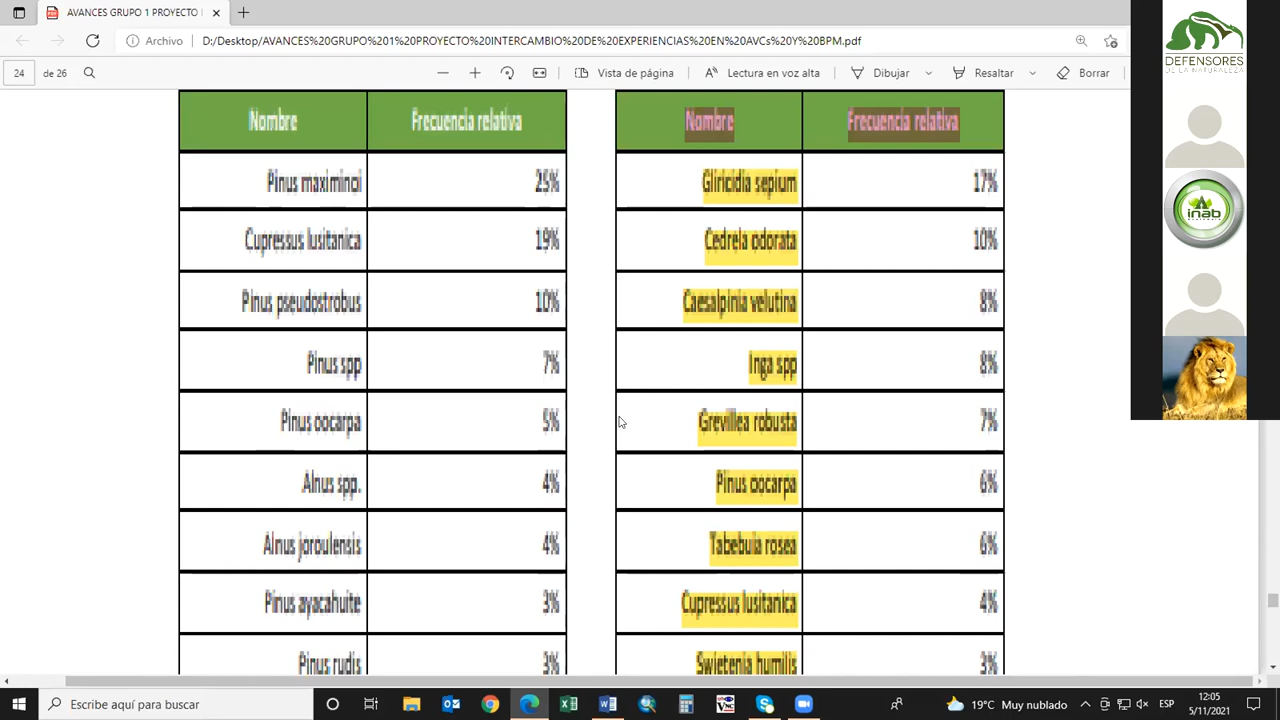 AVANCES GRUPO 1 PROYECTO
Archivo D:/Desktop/AVANCES%20GRUPO%201%20PROYECTO%20INTERCAMBIO%20DE%20EXPERIENCIAS%20EN%20AVCs%20Y%20BPM.pdf
24 de 26 Vista de página Lectura en voz alta Dibujar Resaltar Borrar
Nombre Frecuencia relativa
Pinus maximinoi 25%
Cupressus lusitanica 19%
Pinus pseudostrobus 10%
Pinus spp 7%
Pinus oocarpa 5%
Alnus spp. 4%
Alnus joroulensis 4%
Pinus ayacahuite 3%
Pinus rudis 3%
Nombre Frecuencia relativa
Gliricidia sepium 17%
Cedrela odorata 10%
Caesalpinia velutina 8%
Inga spp 8%
Grevillea robusta 7%
Pinus oocarpa 6%
Tabebuia rosea 6%
Cupressus lusitanica 4%
Swietenia humilis 3%
DEFENSORES
DE LA NATURALEZA
inab
Escribe aquí para buscar
19°C Muy nublado
ESP
12:05
5/11/2021